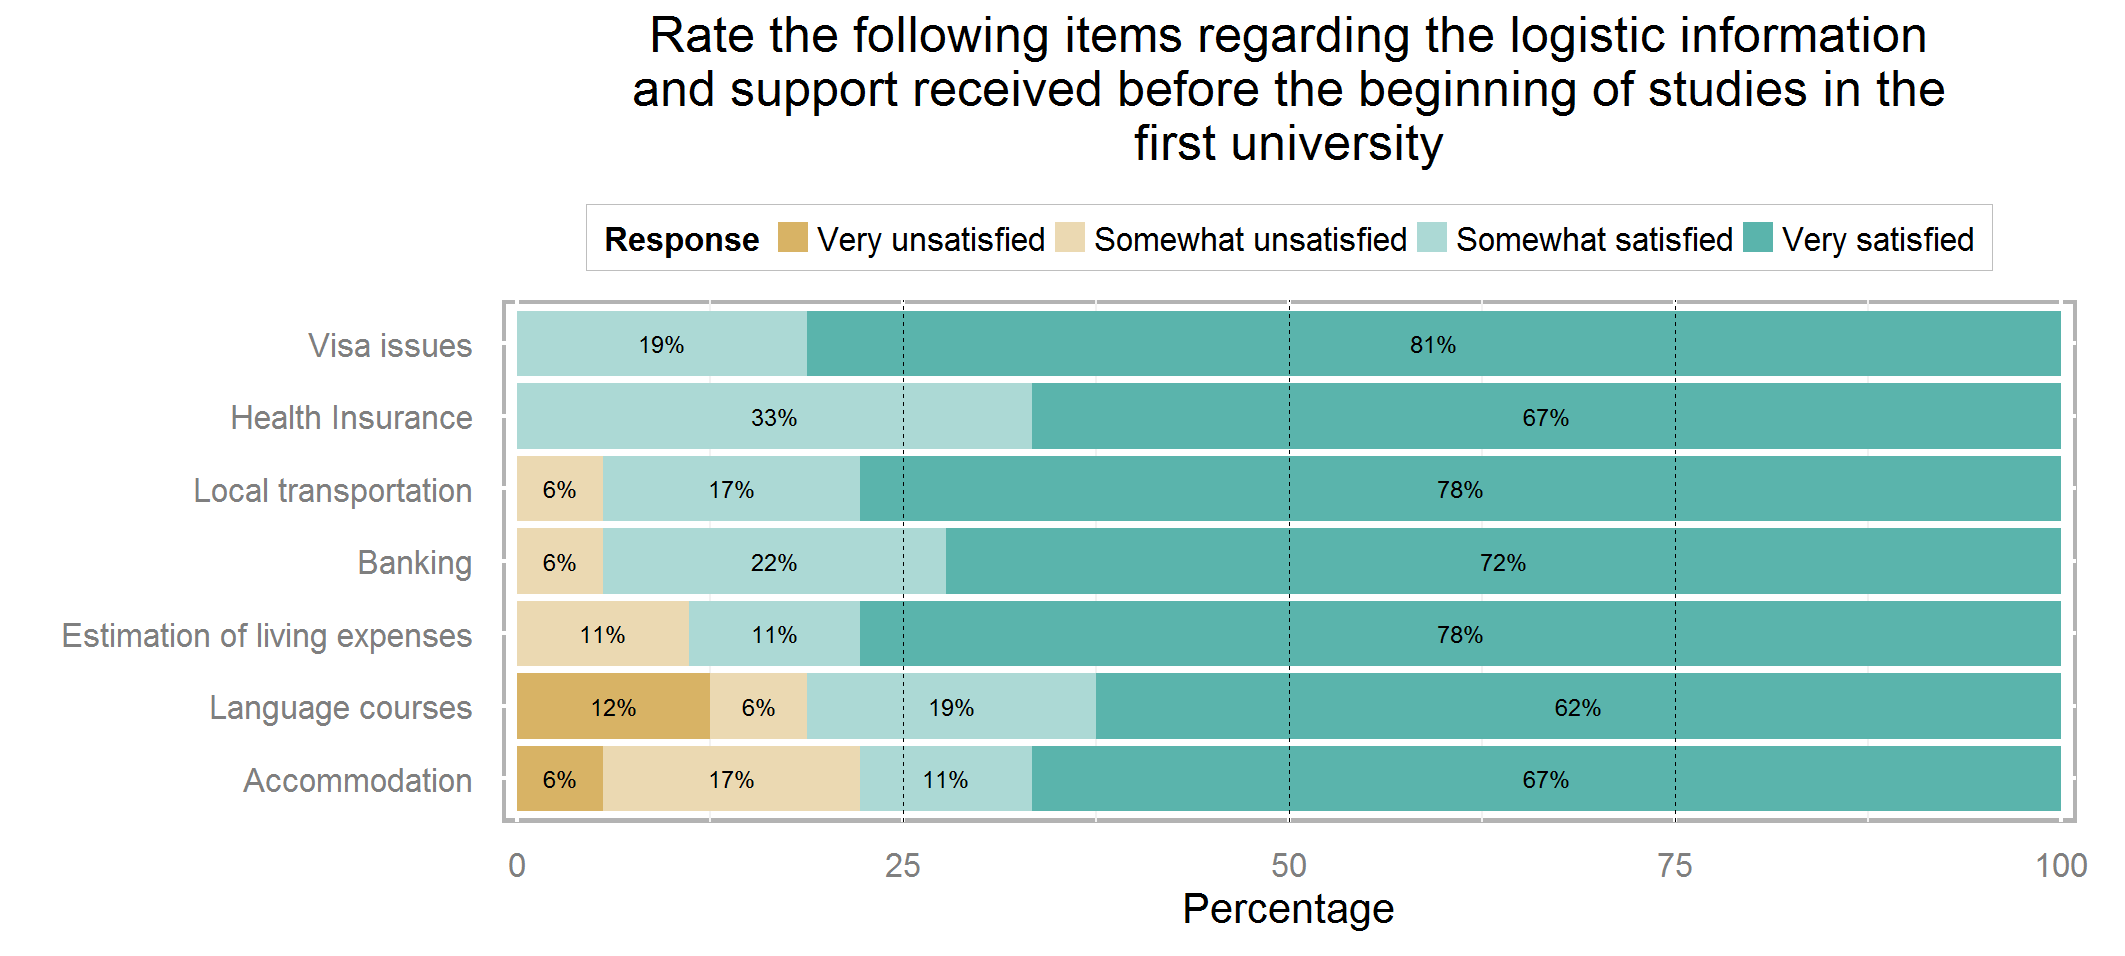 Rate the following items regarding the logistic information
and support received before the beginning of studies in the
first university
Response Very unsatisfied Somewhat unsatisfied Somewhat satisfied Very satisfied
Visa issues 19% 81%
Health Insurance 33% 67%
Local transportation 6% 17% 78%
Banking 6% 22% 72%
Estimation of living expenses 11% 11% 78%
Language courses 12% 6% 19% 62%
Accommodation 6% 17% 11% 67%
0 25 50 75 100
Percentage